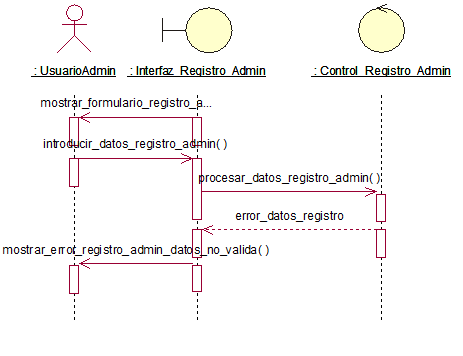 : UsuarioAdmin
: Interfaz_Registro_Admin
: Control_Registro_Admin
mostrar_formulario_registro_a...
introducir_datos_registro_admin( )
procesar_datos_registro_admin( )
error_datos_registro
mostrar_error_registro_admin_datos_no_valida( )